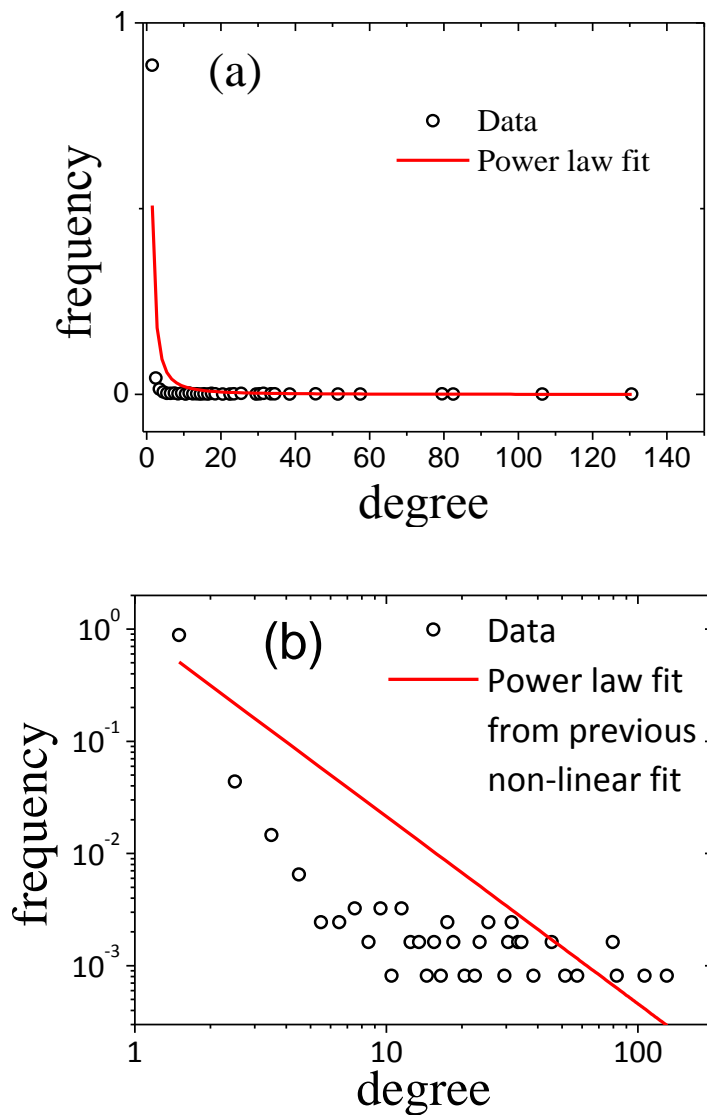 1
(a)
Data
Power law fit
frequency
0
0 20 40 60 80 100 120 140
degree
10^0
(b)
Data
Power law fit
from previous
non-linear fit
10^-1
frequency
10^-2
10^-3
1 10 100
degree